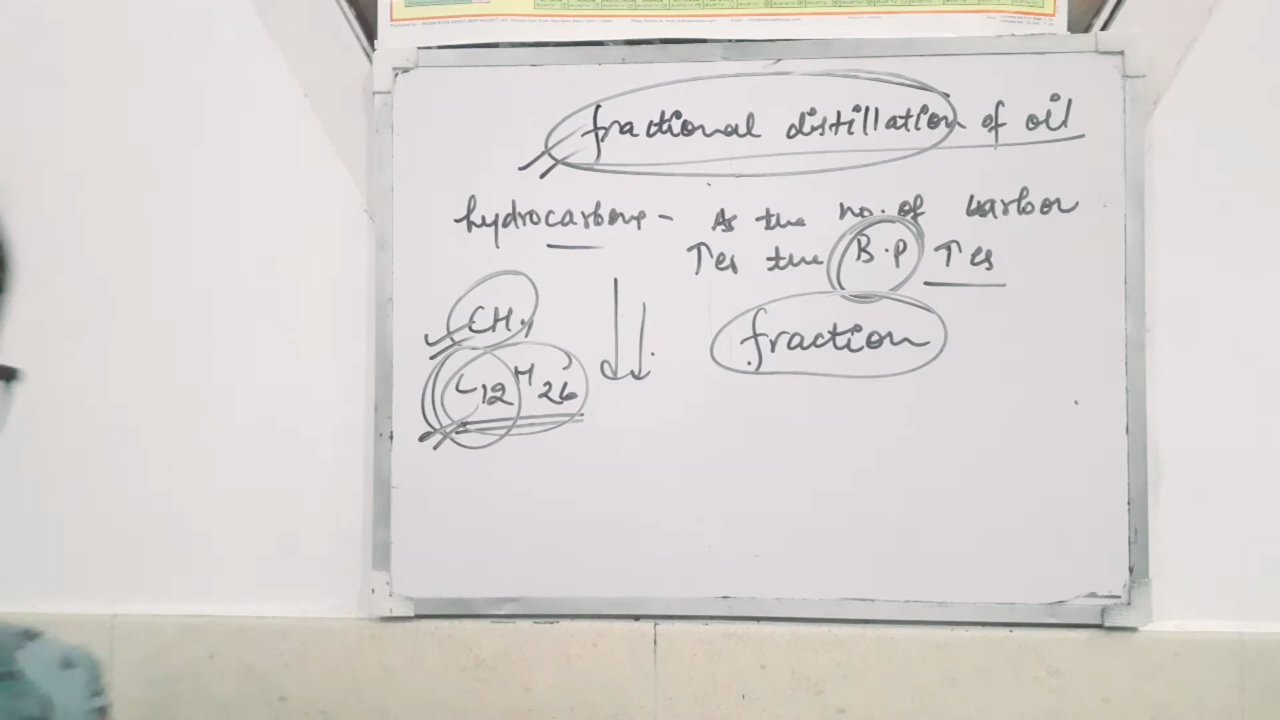 fractional distillation of oil
hydrocarbons - As the no. of carbon
↑es the B.P ↑es
CH4
fraction
C12H26